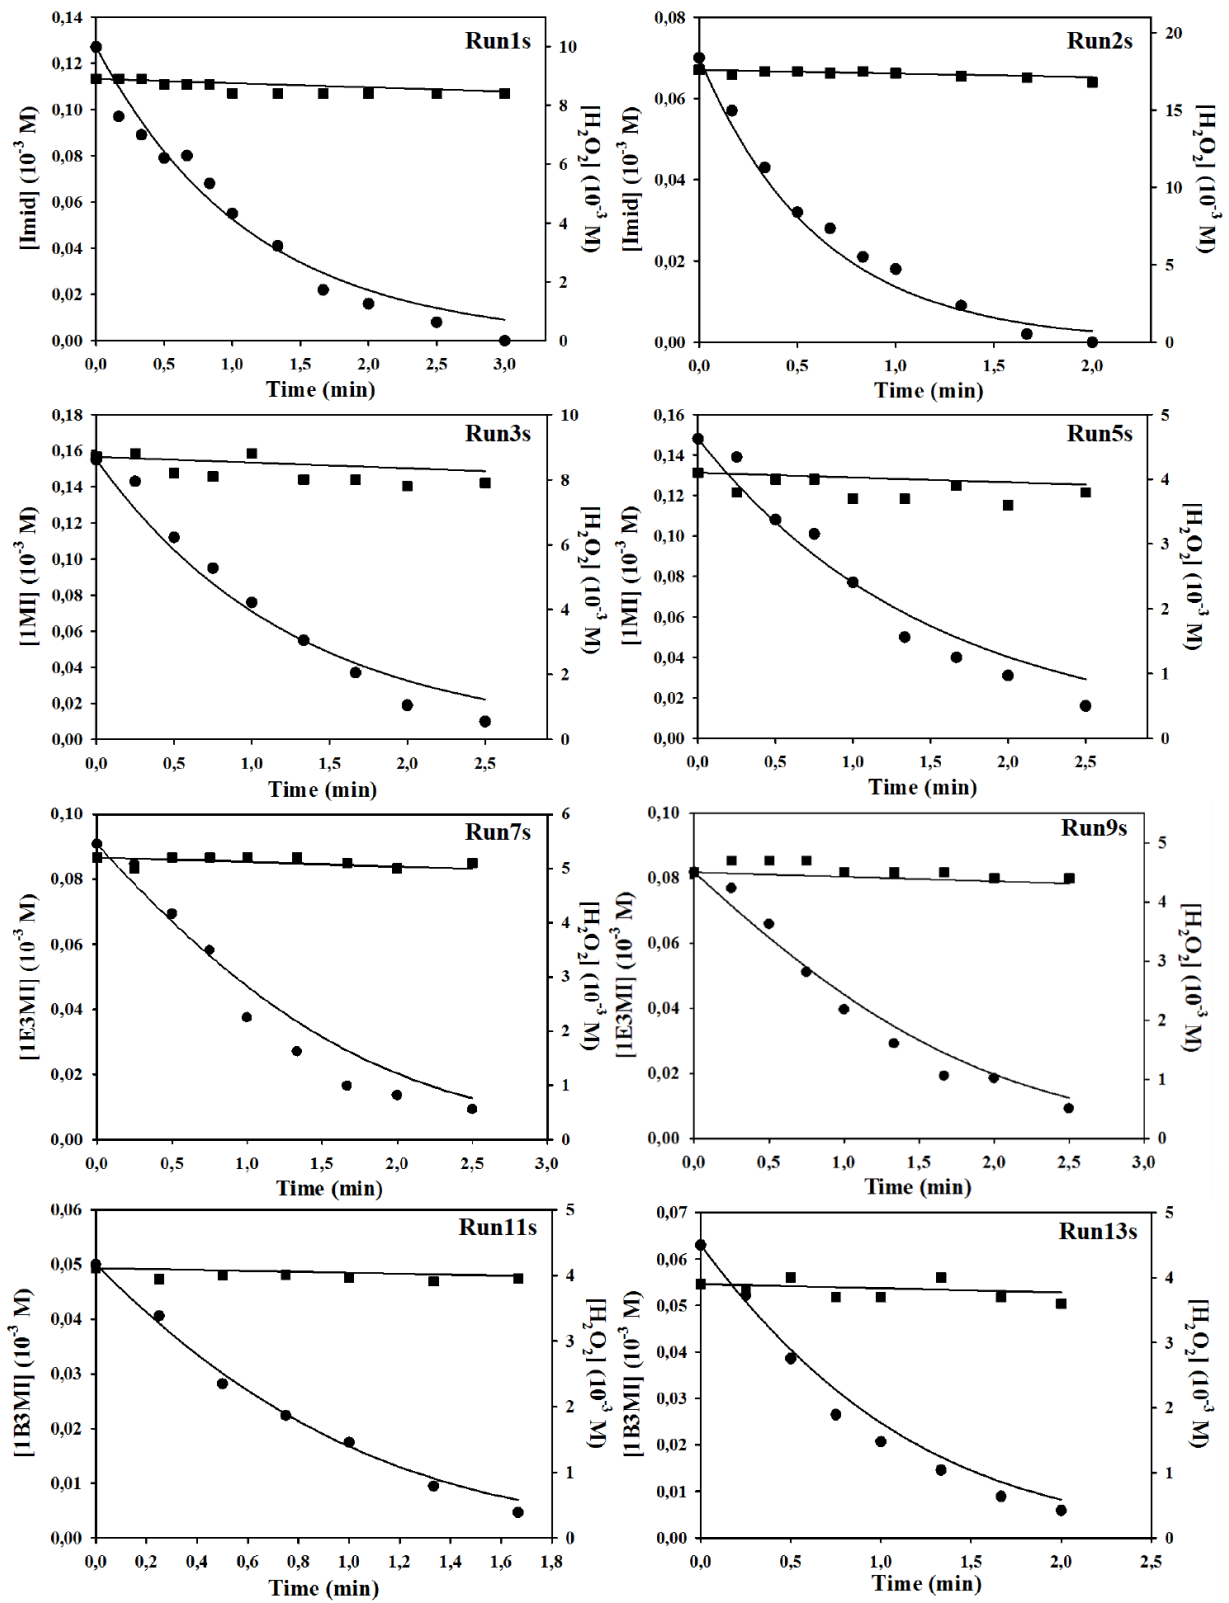 Run1s
[Imid] (10⁻³ M)
0,14
0,12
0,10
0,08
0,06
0,04
0,02
0,00
10
8
6
4
2
0
[H₂O₂] (10⁻³ M)
0,0 0,5 1,0 1,5 2,0 2,5 3,0
Time (min)
Run2s
[Imid] (10⁻³ M)
0,08
0,06
0,04
0,02
0,00
20
15
10
5
0
[H₂O₂] (10⁻³ M)
0,0 0,5 1,0 1,5 2,0
Time (min)
Run3s
[1MI] (10⁻³ M)
0,18
0,16
0,14
0,12
0,10
0,08
0,06
0,04
0,02
0,00
10
8
6
4
2
0
[H₂O₂] (10⁻³ M)
0,0 0,5 1,0 1,5 2,0 2,5
Time (min)
Run5s
[1MI] (10⁻³ M)
0,16
0,14
0,12
0,10
0,08
0,06
0,04
0,02
0,00
5
4
3
2
1
0
[H₂O₂] (10⁻³ M)
0,0 0,5 1,0 1,5 2,0 2,5
Time (min)
Run7s
[1E3MI] (10⁻³ M)
0,10
0,08
0,06
0,04
0,02
0,00
6
5
4
3
2
1
0
[H₂O₂] (10⁻³ M)
0,0 0,5 1,0 1,5 2,0 2,5 3,0
Time (min)
Run9s
[1E3MI] (10⁻³ M)
0,10
0,08
0,06
0,04
0,02
0,00
5
4
3
2
1
0
[H₂O₂] (10⁻³ M)
0,0 0,5 1,0 1,5 2,0 2,5 3,0
Time (min)
Run11s
[1B3MI] (10⁻³ M)
0,06
0,05
0,04
0,03
0,02
0,01
0,00
5
4
3
2
1
0
[H₂O₂] (10⁻³ M)
0,0 0,2 0,4 0,6 0,8 1,0 1,2 1,4 1,6 1,8
Time (min)
Run13s
[1B3MI] (10⁻³ M)
0,07
0,06
0,05
0,04
0,03
0,02
0,01
0,00
5
4
3
2
1
0
[H₂O₂] (10⁻³ M)
0,0 0,5 1,0 1,5 2,0 2,5
Time (min)